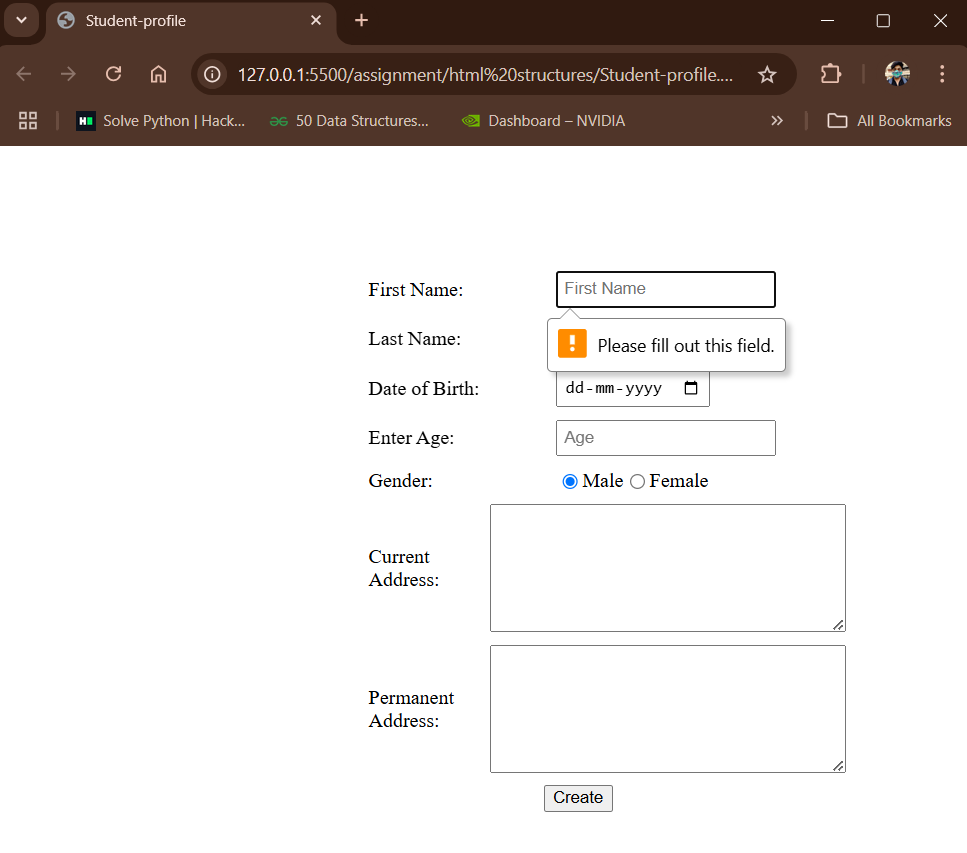 Student-profile
127.0.0.1:5500/assignment/html%20structures/Student-profile....
Solve Python | Hack... 50 Data Structures... Dashboard – NVIDIA All Bookmarks
First Name: First Name
Please fill out this field.
Last Name:
Date of Birth: dd-mm-yyyy
Enter Age: Age
Gender: Male Female
Current
Address:
Permanent
Address:
Create